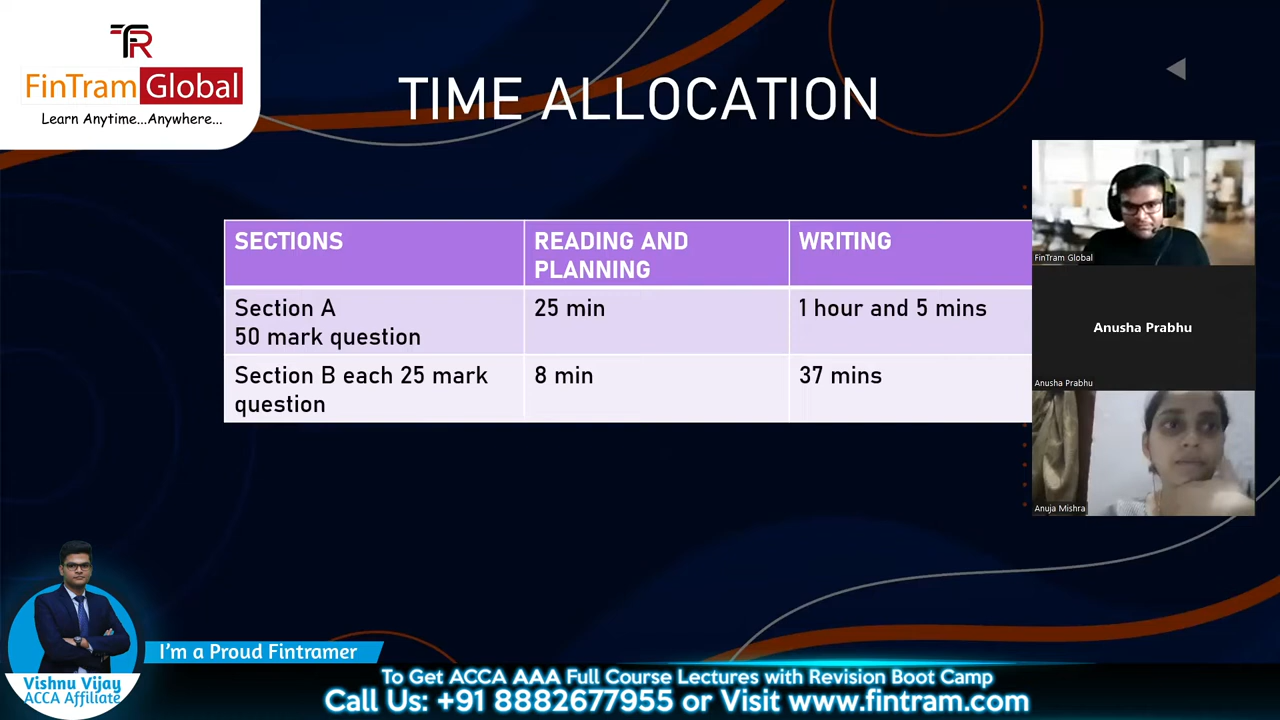 FR
FinTram Global
Learn Anytime...Anywhere...
TIME ALLOCATION
SECTIONS
READING AND
PLANNING
WRITING
Section A
50 mark question
25 min
1 hour and 5 mins
Section B each 25 mark
question
8 min
37 mins
FinTram Global
Anusha Prabhu
Anusha Prabhu
Anuja Mishra
I'm a Proud Fintramer
Vishnu Vijay
ACCA Affiliate
To Get ACCA AAA Full Course Lectures with Revision Boot Camp
Call Us: +91 8882677955 or Visit www.fintram.com